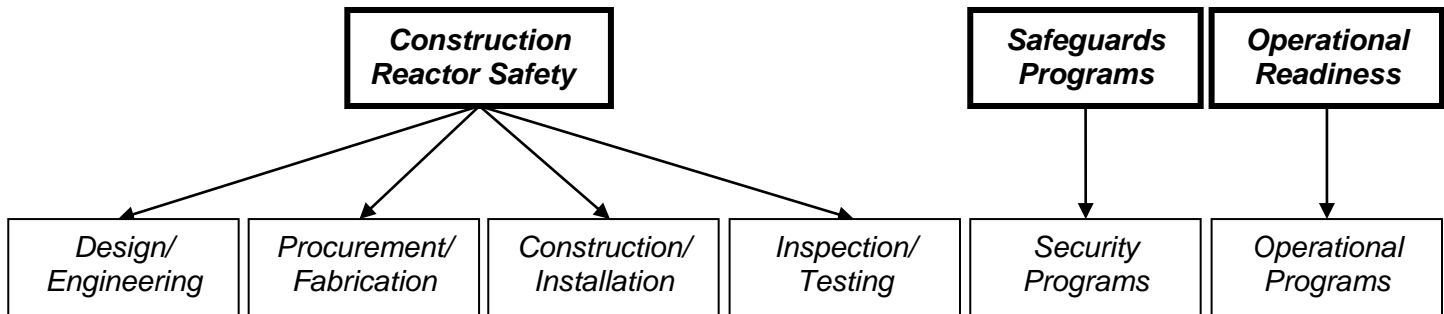 Construction
Reactor Safety
Safeguards
Programs
Operational
Readiness
Design/
Engineering
Procurement/
Fabrication
Construction/
Installation
Inspection/
Testing
Security
Programs
Operational
Programs